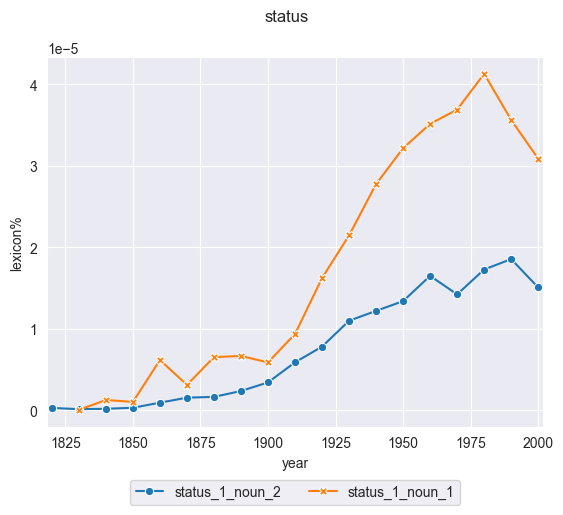 status
1e−5
4
3
2
1
0
lexicon%
1825 1850 1875 1900 1925 1950 1975 2000
year
status_1_noun_2 status_1_noun_1